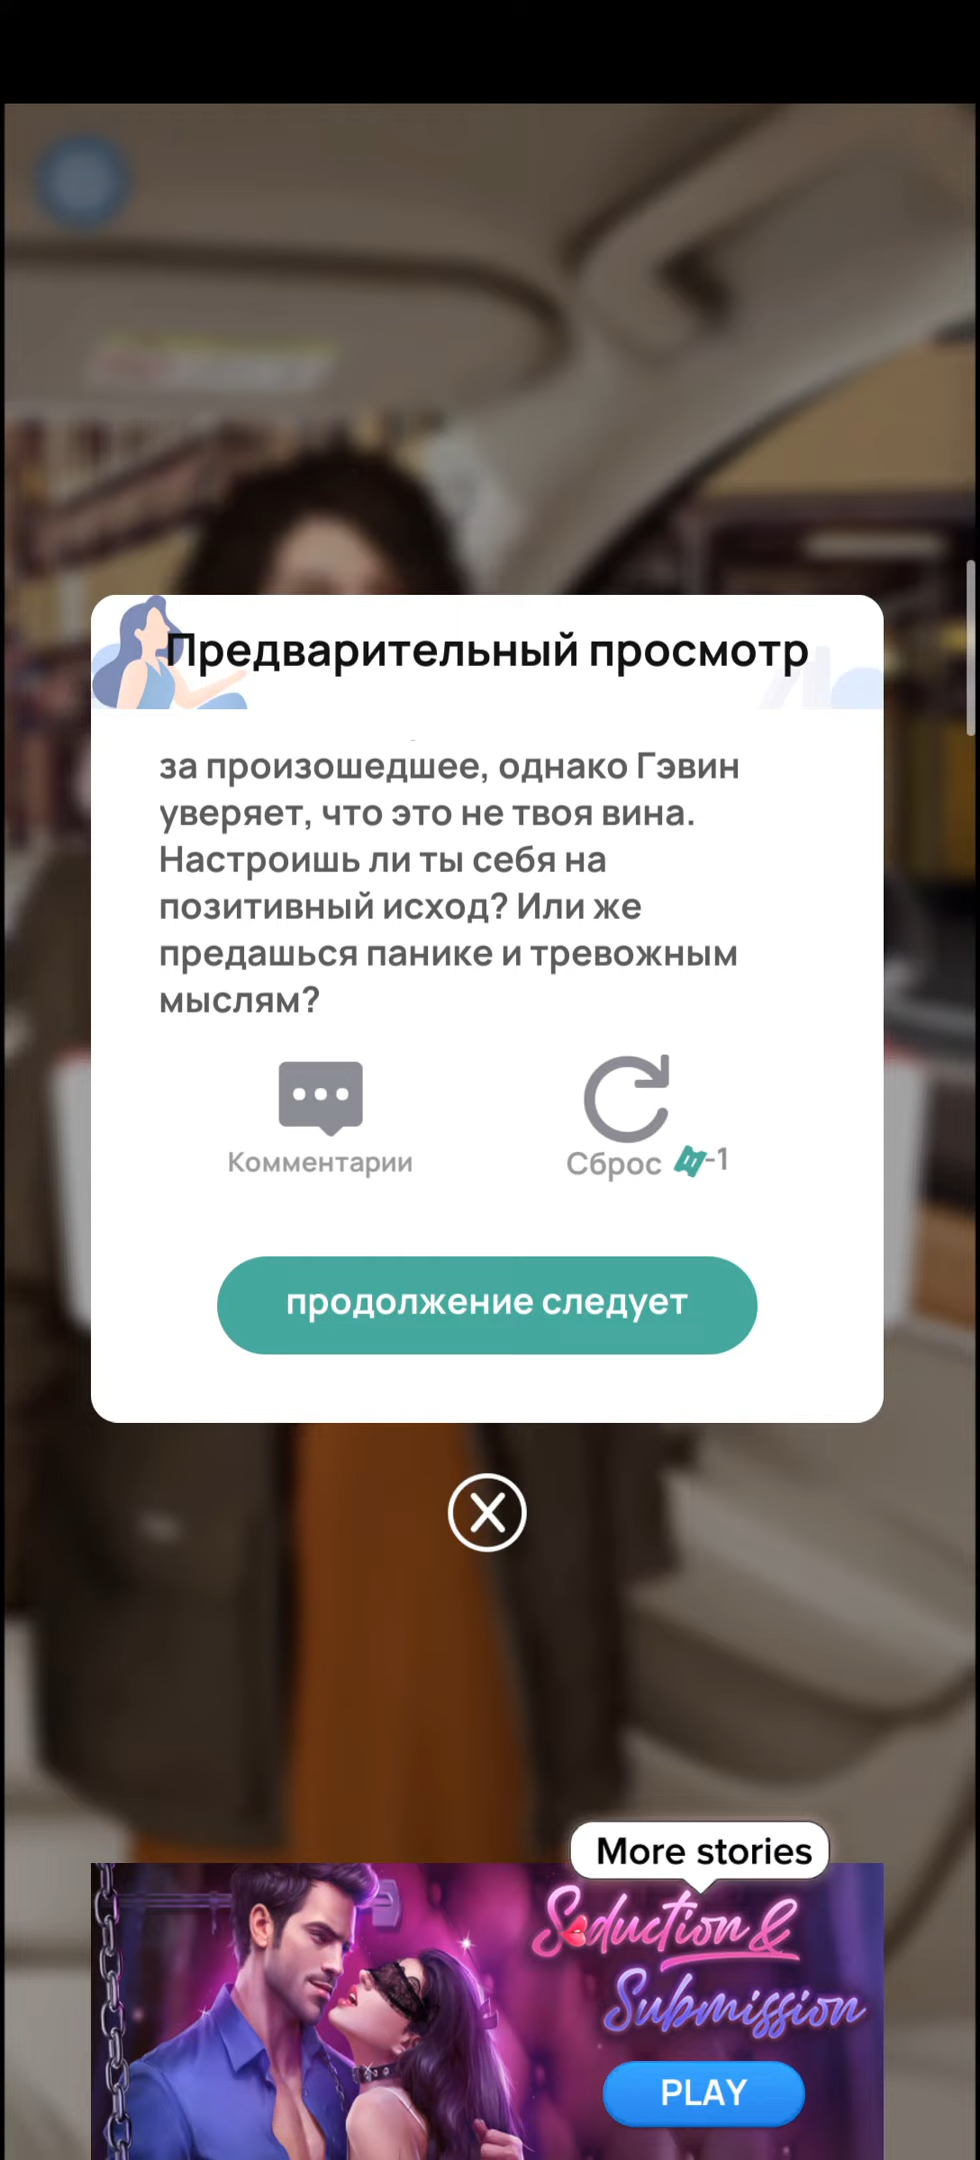 Предварительный просмотр
за произошедшее, однако Гэвин
уверяет, что это не твоя вина.
Настроишь ли ты себя на
позитивный исход? Или же
предашься панике и тревожным
мыслям?
Комментарии
Сброс -1
продолжение следует
More stories
Seduction &
Submission
PLAY